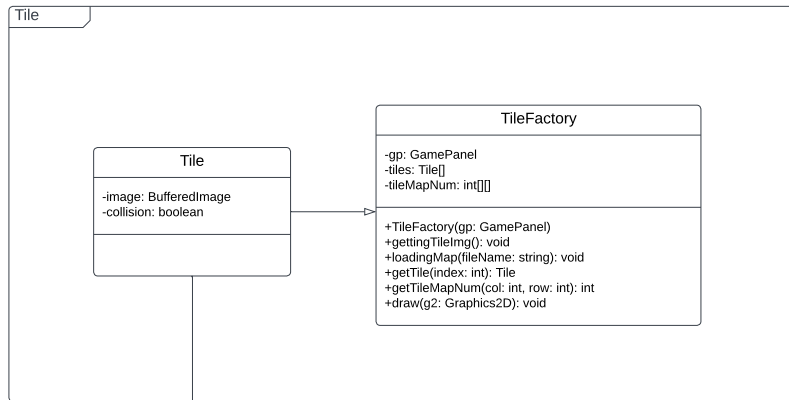 Tile
Tile
-image: BufferedImage
-collision: boolean
TileFactory
-gp: GamePanel
-tiles: Tile[]
-tileMapNum: int[][]
+TileFactory(gp: GamePanel)
+gettingTileImg(): void
+loadingMap(fileName: string): void
+getTile(index: int): Tile
+getTileMapNum(col: int, row: int): int
+draw(g2: Graphics2D): void